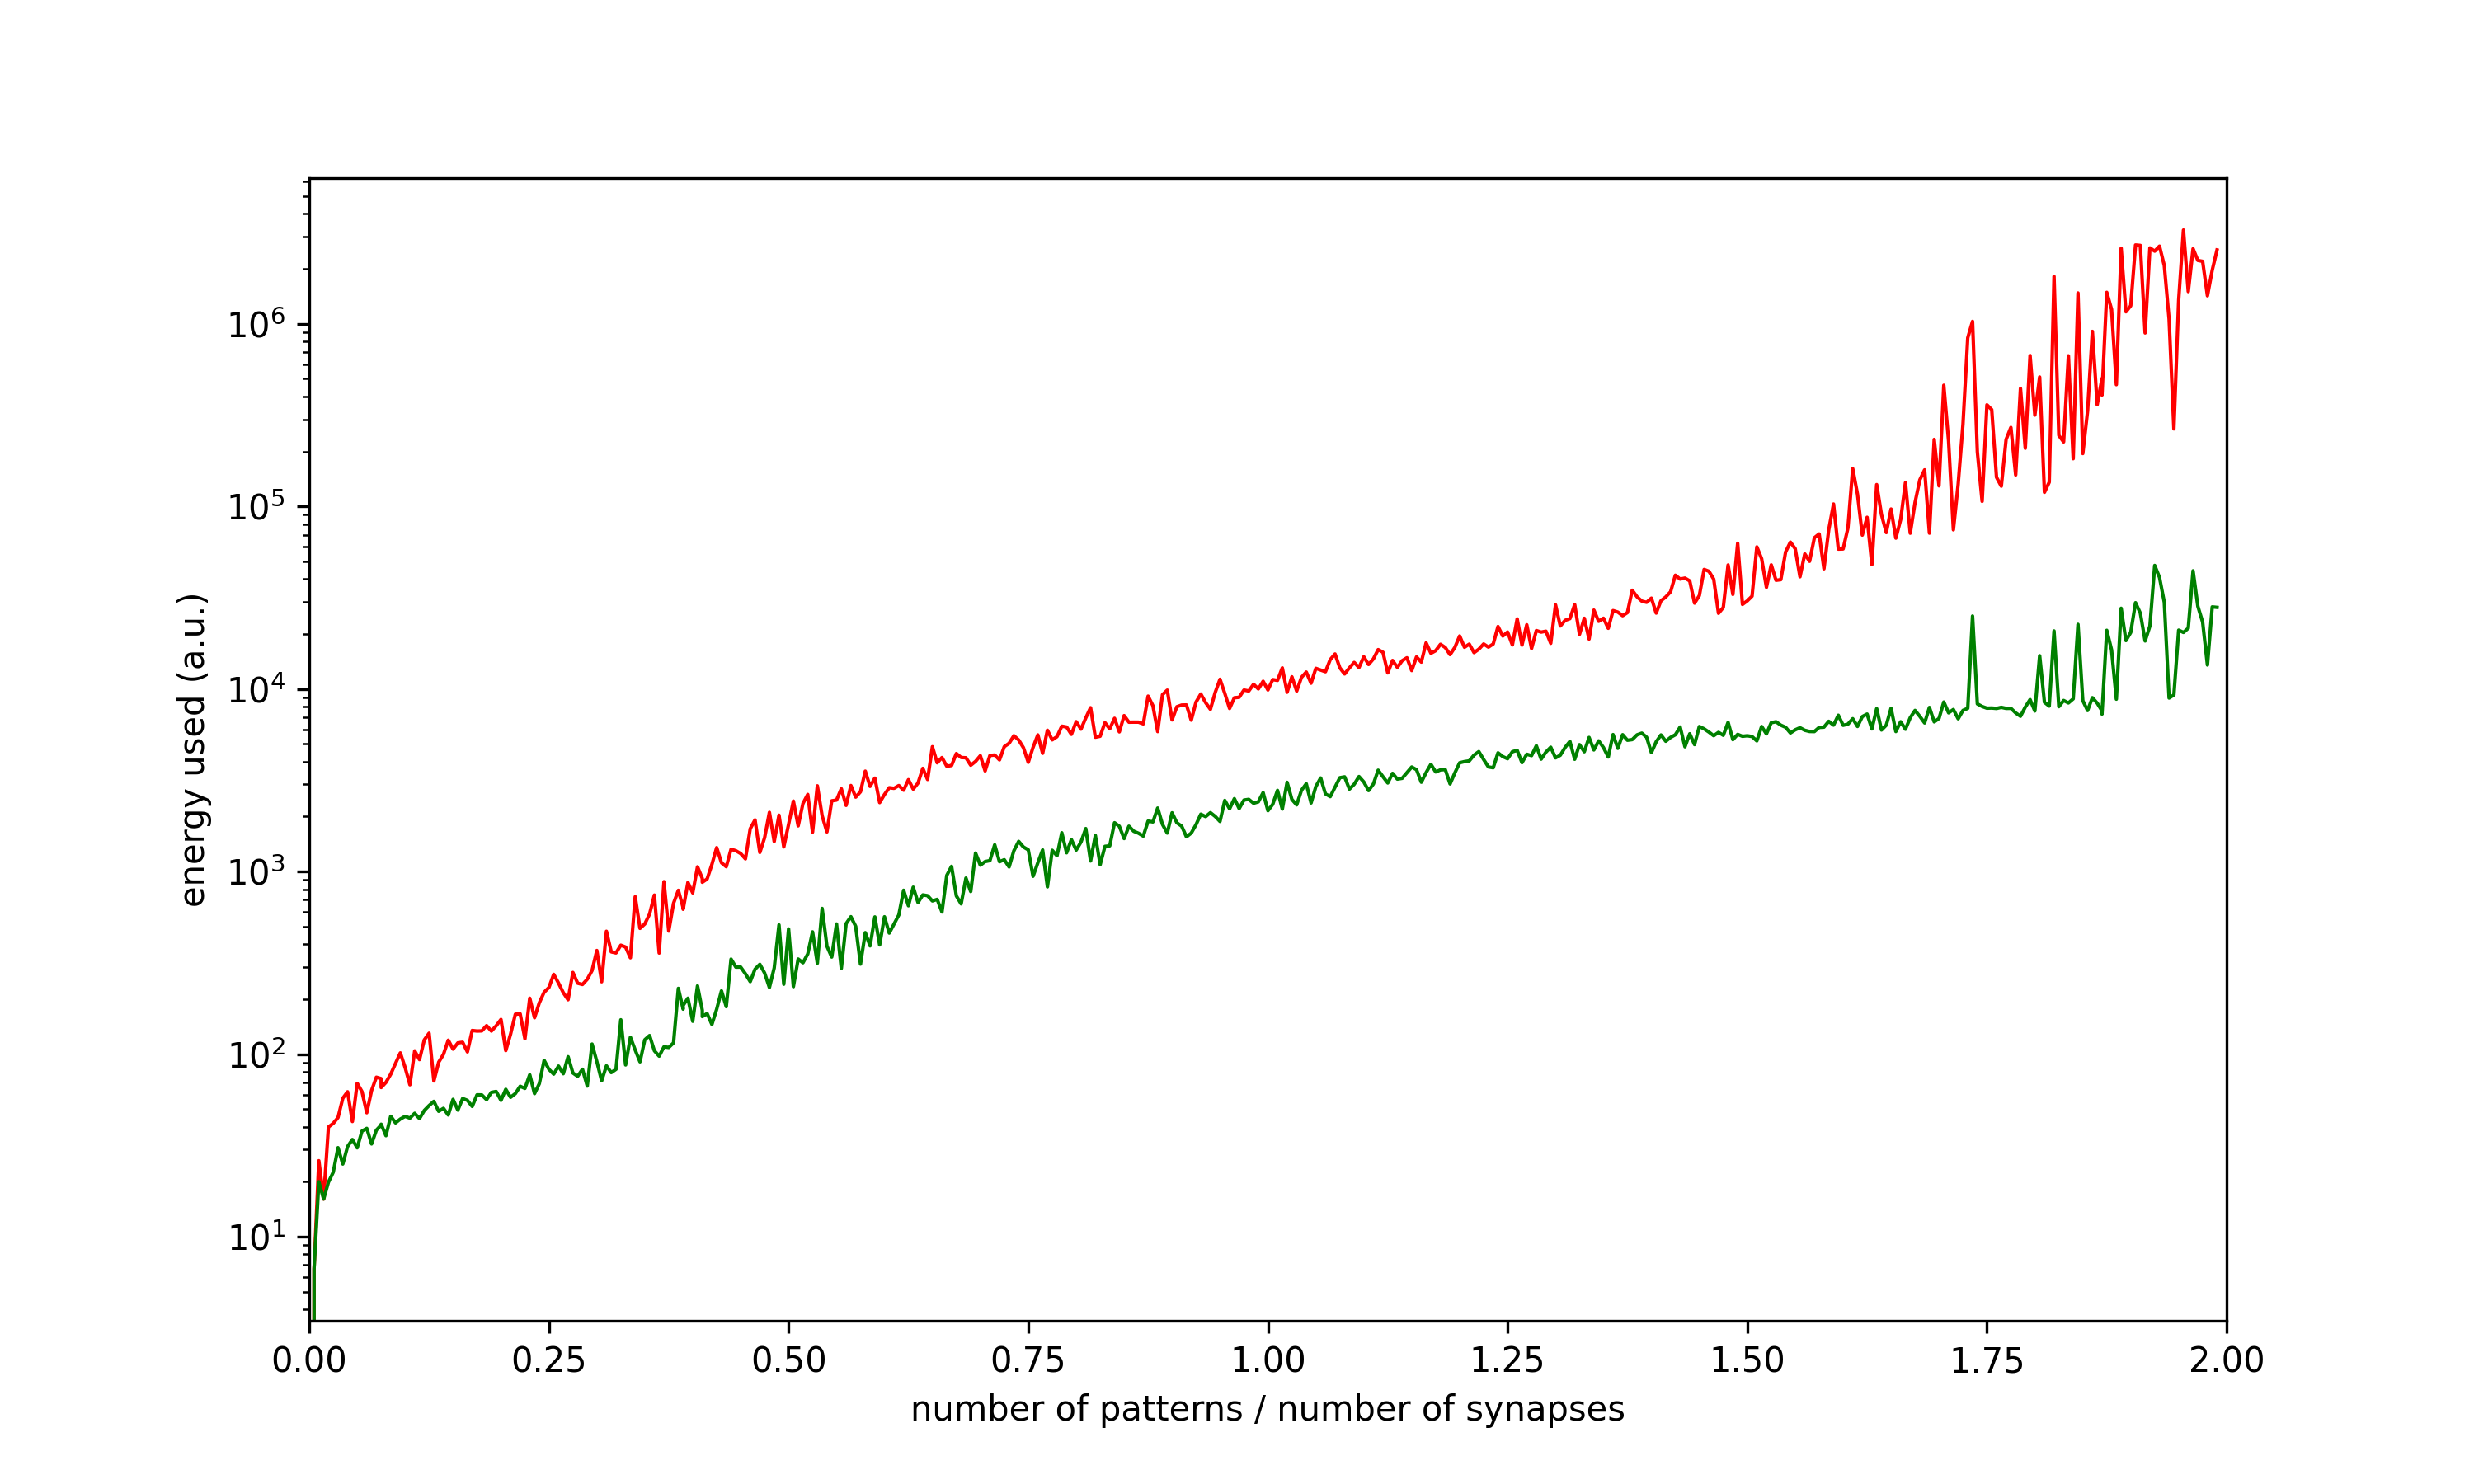 energy used (a.u.)
10⁶
10⁵
10⁴
10³
10²
10¹
0.00 0.25 0.50 0.75 1.00 1.25 1.50 1.75 2.00
number of patterns / number of synapses